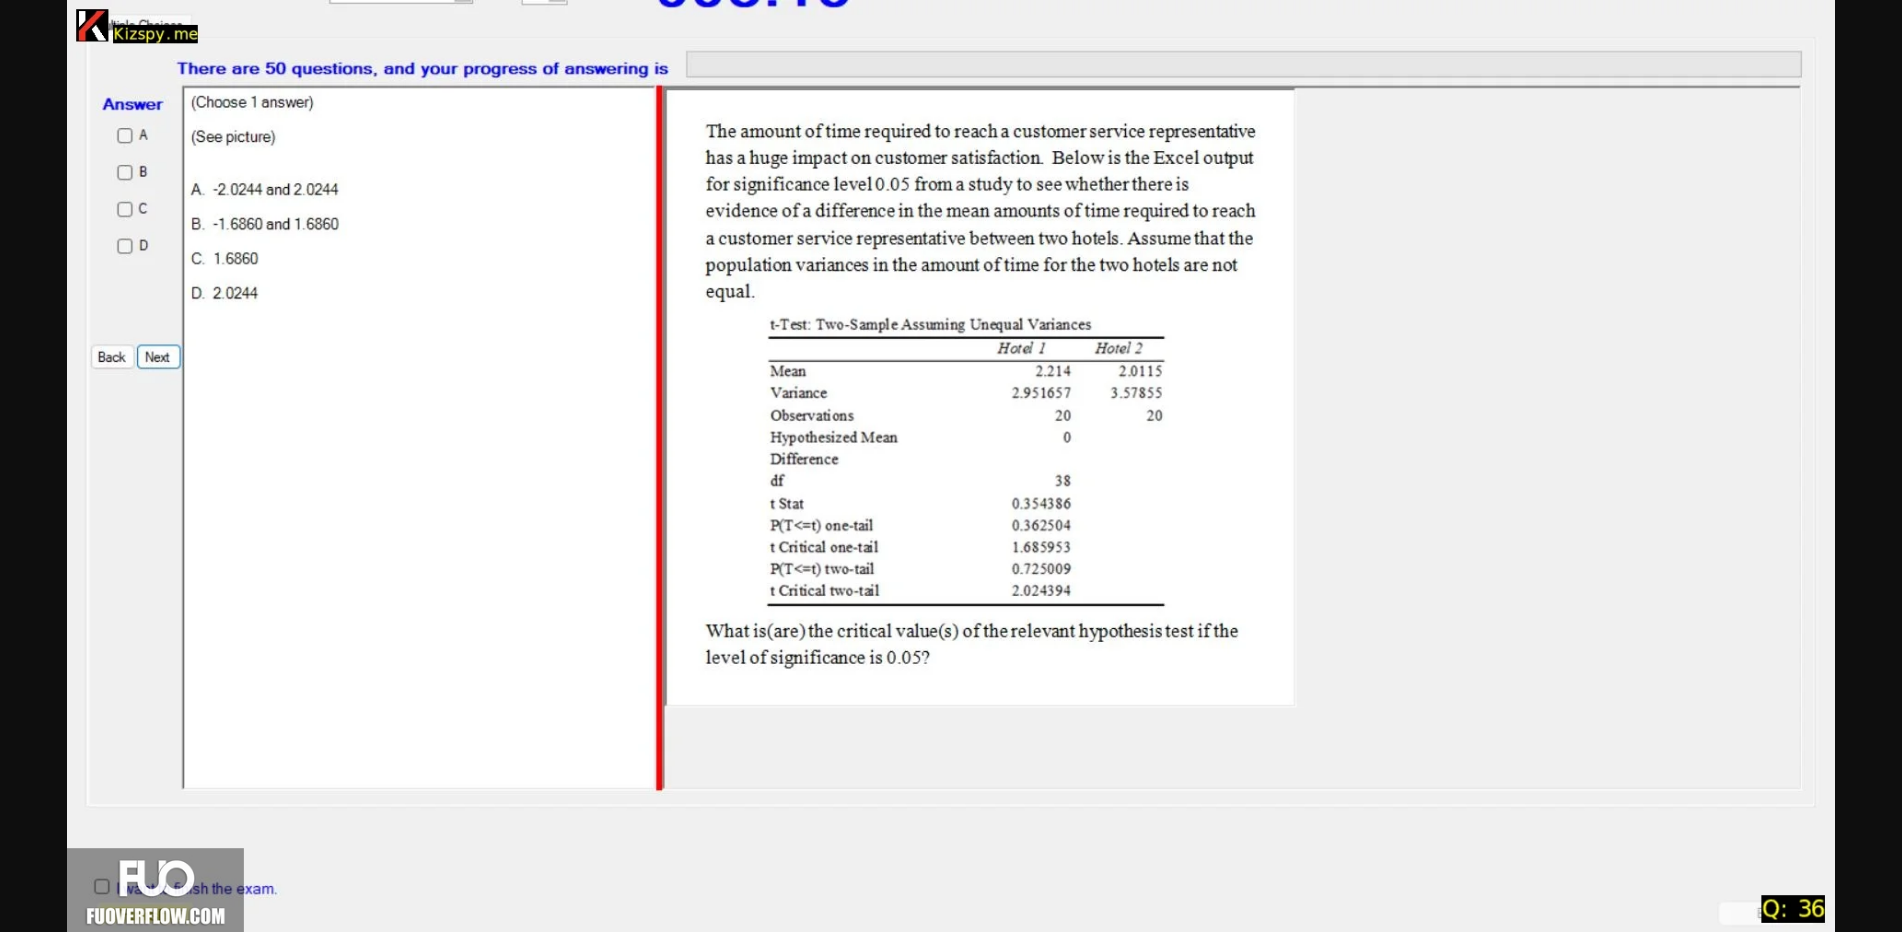 Kizspy.me
There are 50 questions, and your progress of answering is
Answer
A
B
C
D
Back
Next
(Choose 1 answer)
(See picture)
A. -2.0244 and 2.0244
B. -1.6860 and 1.6860
C. 1.6860
D. 2.0244
The amount of time required to reach a customer service representative
has a huge impact on customer satisfaction. Below is the Excel output
for significance level 0.05 from a study to see whether there is
evidence of a difference in the mean amounts of time required to reach
a customer service representative between two hotels. Assume that the
population variances in the amount of time for the two hotels are not
equal.
t-Test: Two-Sample Assuming Unequal Variances
Hotel 1 Hotel 2
Mean 2.214 2.0115
Variance 2.951657 3.57855
Observations 20 20
Hypothesized Mean 0
Difference
df 38
t Stat 0.354386
P(T<=t) one-tail 0.362504
t Critical one-tail 1.685953
P(T<=t) two-tail 0.725009
t Critical two-tail 2.024394
What is(are) the critical value(s) of the relevant hypothesis test if the
level of significance is 0.05?
the exam.
FUO
FUOVERFLOW.COM
Q: 36